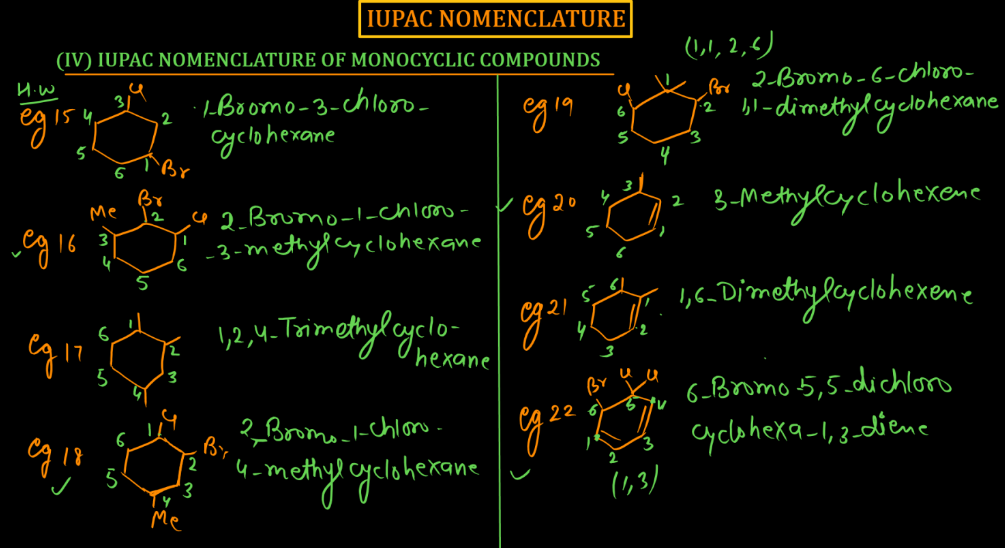 IUPAC NOMENCLATURE
(IV) IUPAC NOMENCLATURE OF MONOCYCLIC COMPOUNDS
H.W
eg 15
Cl
3
4
2
5
6
1
Br
1-Bromo-3-chloro-
cyclohexane
eg 16
Me
Br
2
Cl
3
1
4
6
5
2-Bromo-1-chloro-
-3-methylcyclohexane
eg 17
1
6
2
5
3
4
1,2,4-Trimethylcyclo-
hexane
eg 18
Cl
1
6
Br
2
5
3
4
Me
2-Bromo-1-chloro-
4-methylcyclohexane
(1,1,2,6)
eg 19
Cl
1
Br
6
2
5
3
4
2-Bromo-6-chloro-
1,1-dimethylcyclohexane
eg 20
3
4
2
5
1
6
3-Methylcyclohexene
eg 21
5
6
1
4
2
3
1,6-Dimethylcyclohexene
eg 22
Br
Cl
Cl
6
5
4
1
3
2
(1,3)
6-Bromo-5,5-dichloro
cyclohexa-1,3-diene